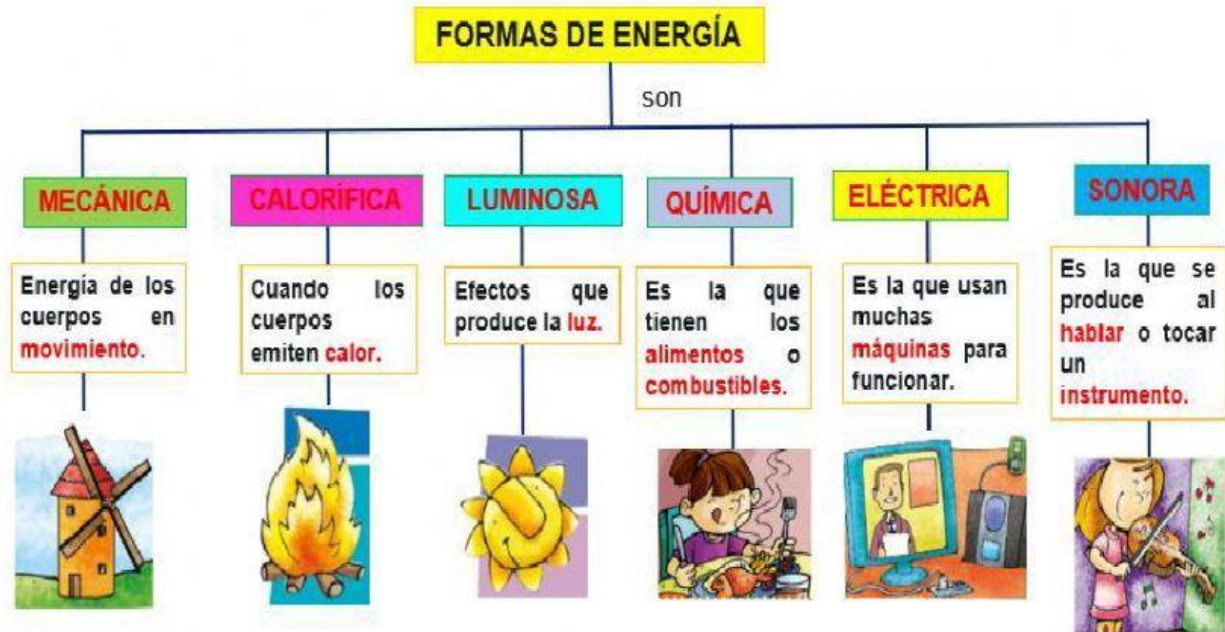 FORMAS DE ENERGÍA
son
MECÁNICA
Energía de los
cuerpos en
movimiento.
CALORÍFICA
Cuando los
cuerpos
emiten calor.
LUMINOSA
Efectos que
produce la luz.
QUÍMICA
Es la que
tienen los
alimentos o
combustibles.
ELÉCTRICA
Es la que usan
muchas
máquinas para
funcionar.
SONORA
Es la que se
produce al
hablar o tocar
un
instrumento.